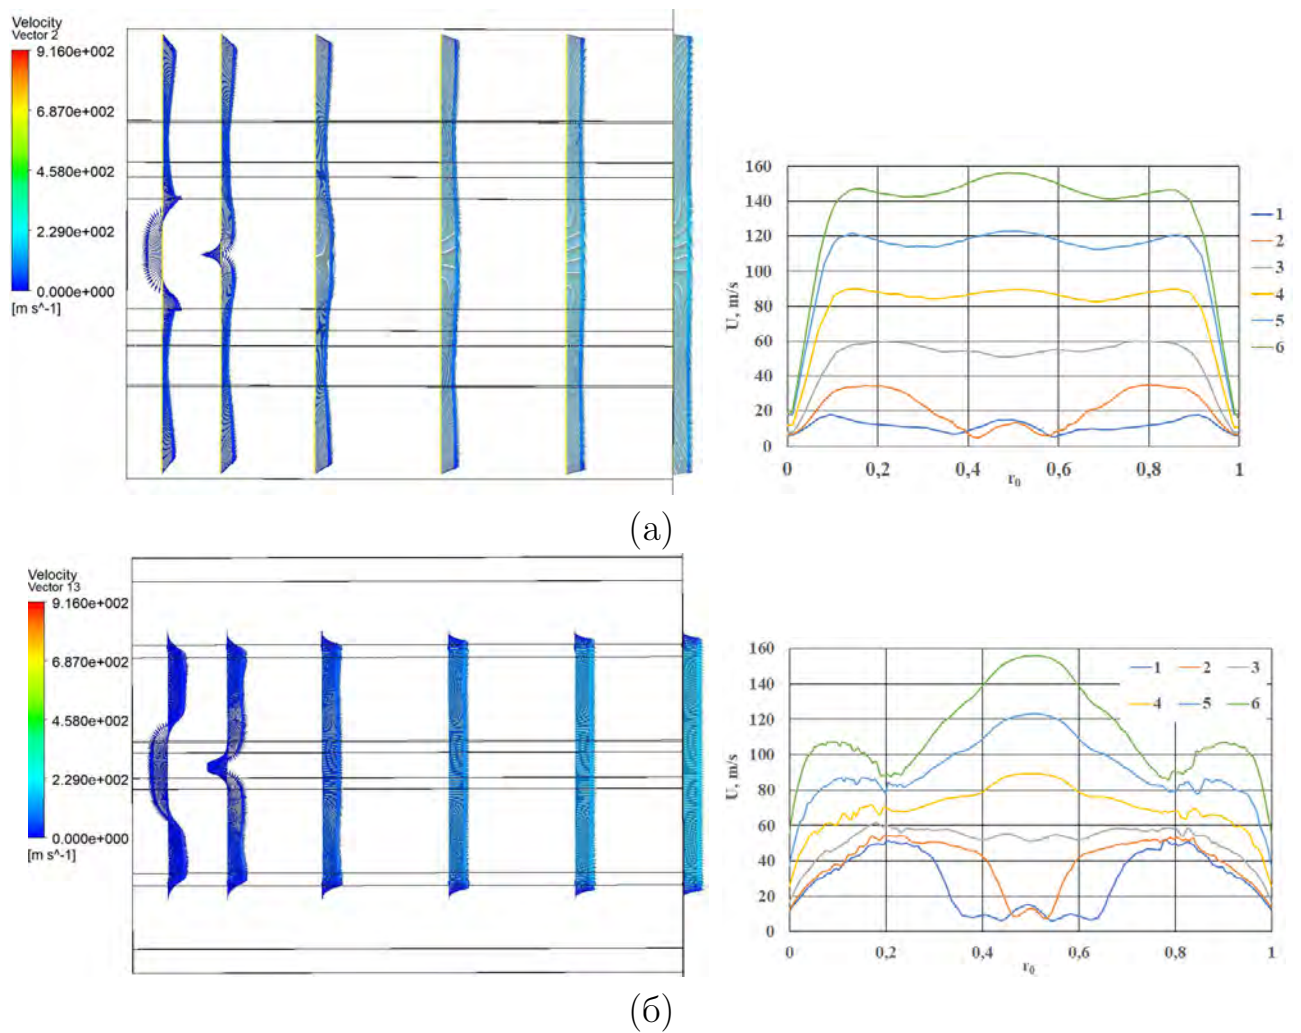 Velocity
Vector 2
9.160e+002
6.870e+002
4.580e+002
2.290e+002
0.000e+000
[m s^-1]
160
140
120
100
80
60
40
20
0
U, m/s
0 0,2 0,4 0,6 0,8 1
r₀
1
2
3
4
5
6
(а)
Velocity
Vector 13
9.160e+002
6.870e+002
4.580e+002
2.290e+002
0.000e+000
[m s^-1]
160
140
120
100
80
60
40
20
0
U, m/s
1 2 3
4 5 6
0 0,2 0,4 0,6 0,8 1
r₀
(б)